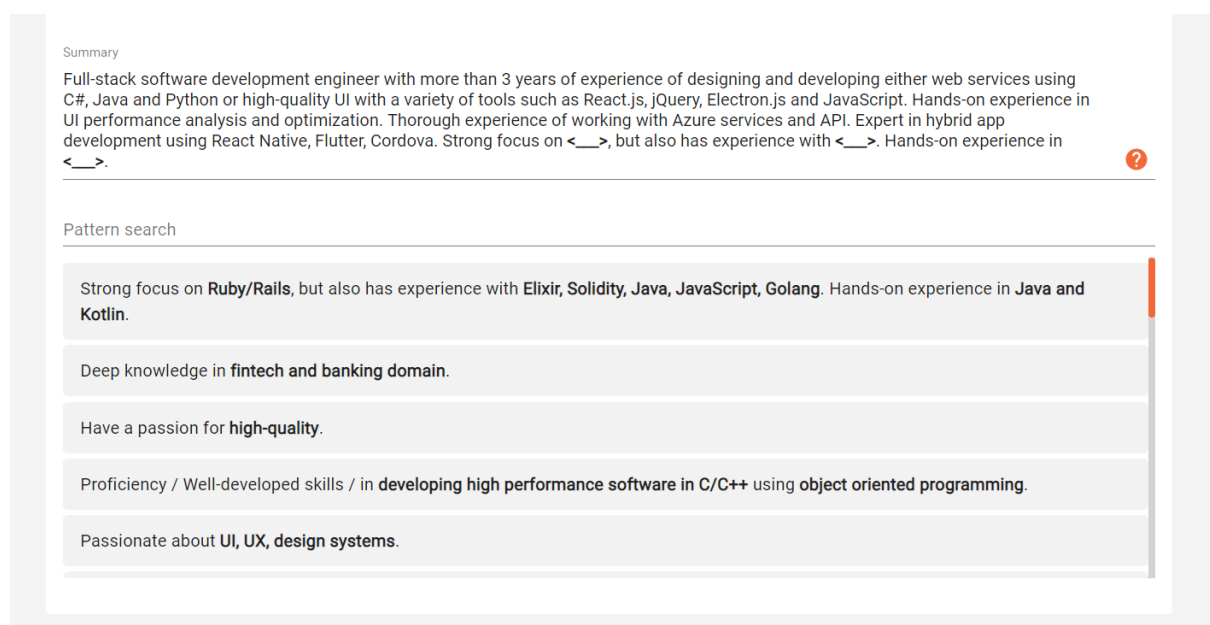 Summary
Full-stack software development engineer with more than 3 years of experience of designing and developing either web services using
C#, Java and Python or high-quality UI with a variety of tools such as React.js, jQuery, Electron.js and JavaScript. Hands-on experience in
UI performance analysis and optimization. Thorough experience of working with Azure services and API. Expert in hybrid app
development using React Native, Flutter, Cordova. Strong focus on <___>, but also has experience with <___>. Hands-on experience in
<___>.
?
Pattern search
Strong focus on Ruby/Rails, but also has experience with Elixir, Solidity, Java, JavaScript, Golang. Hands-on experience in Java and
Kotlin.
Deep knowledge in fintech and banking domain.
Have a passion for high-quality.
Proficiency / Well-developed skills / in developing high performance software in C/C++ using object oriented programming.
Passionate about UI, UX, design systems.